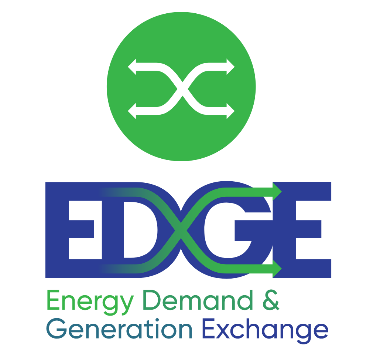 EDGE
Energy Demand &
Generation Exchange